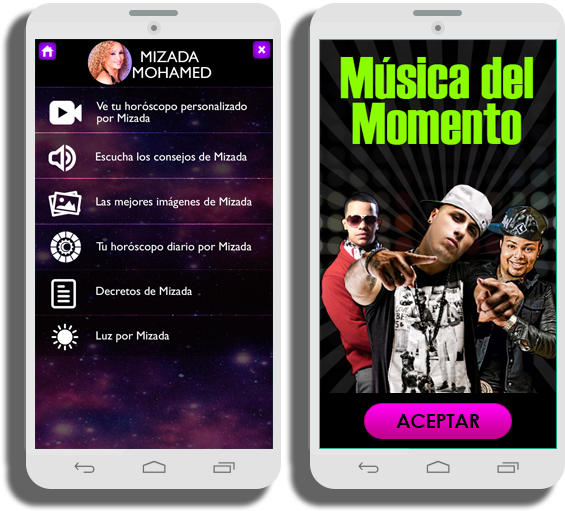 MIZADA
MOHAMED
Ve tu horóscopo personalizado
por Mizada
Escucha los consejos de Mizada
Las mejores imágenes de Mizada
Tu horóscopo diario por Mizada
Decretos de Mizada
Luz por Mizada
Música del
Momento
ACEPTAR